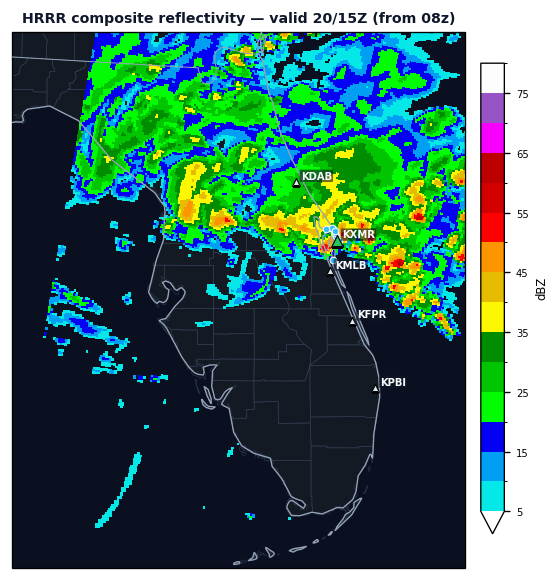 HRRR composite reflectivity — valid 20/15Z (from 08z)
KDAB
KXMR
KMLB
KFPR
KPBI
75
65
55
45
35
25
15
5
dBZ